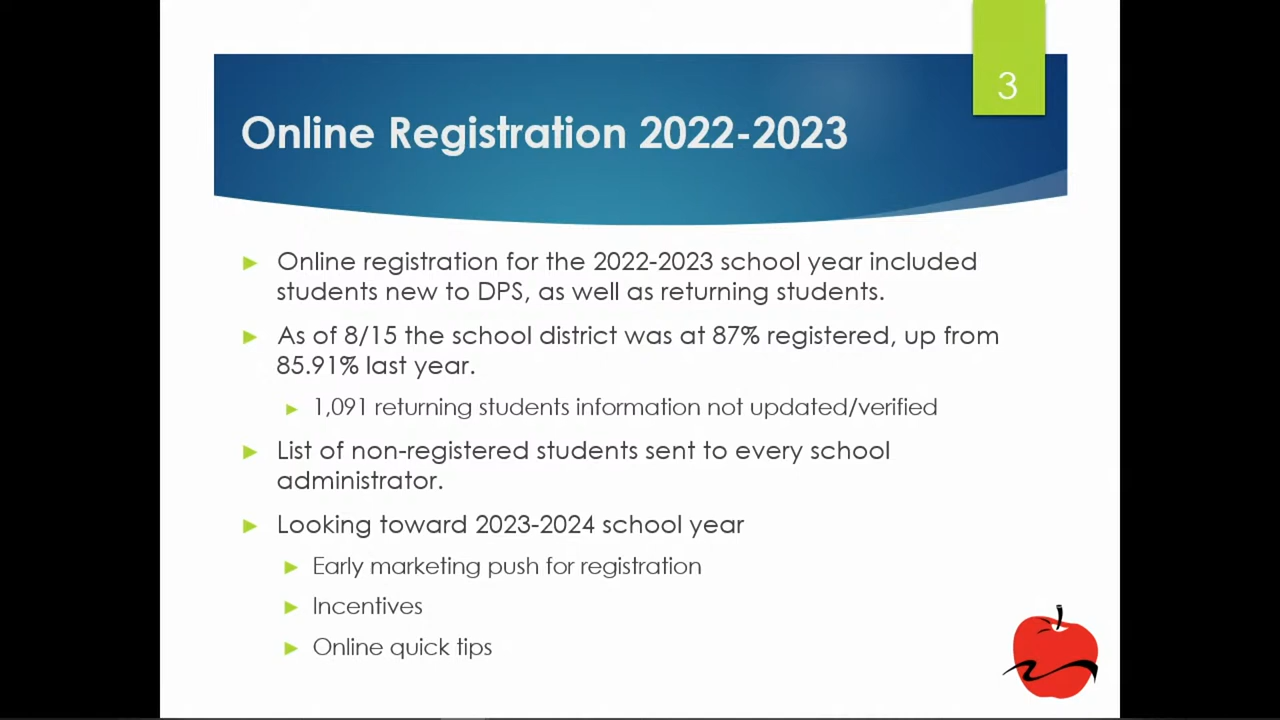 3
Online Registration 2022-2023
Online registration for the 2022-2023 school year included
students new to DPS, as well as returning students.
As of 8/15 the school district was at 87% registered, up from
85.91% last year.
1,091 returning students information not updated/verified
List of non-registered students sent to every school
administrator.
Looking toward 2023-2024 school year
Early marketing push for registration
Incentives
Online quick tips